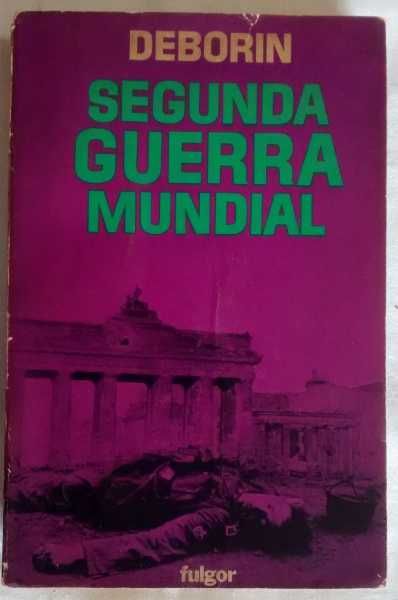 DEBORIN
SEGUNDA
GUERRA
MUNDIAL
fulgor